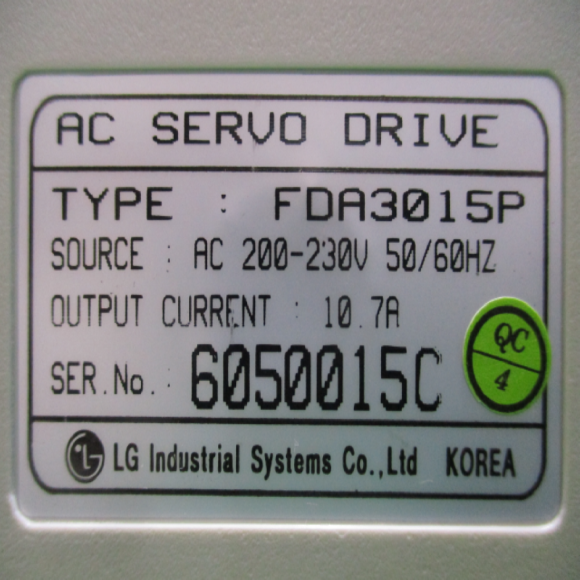 AC SERVO DRIVE
TYPE : FDA3015P
SOURCE : AC 200-230V 50/60HZ
OUTPUT CURRENT : 10.7A
SER.No. : 6050015C
QC
4
LG LG Industrial Systems Co.,Ltd KOREA